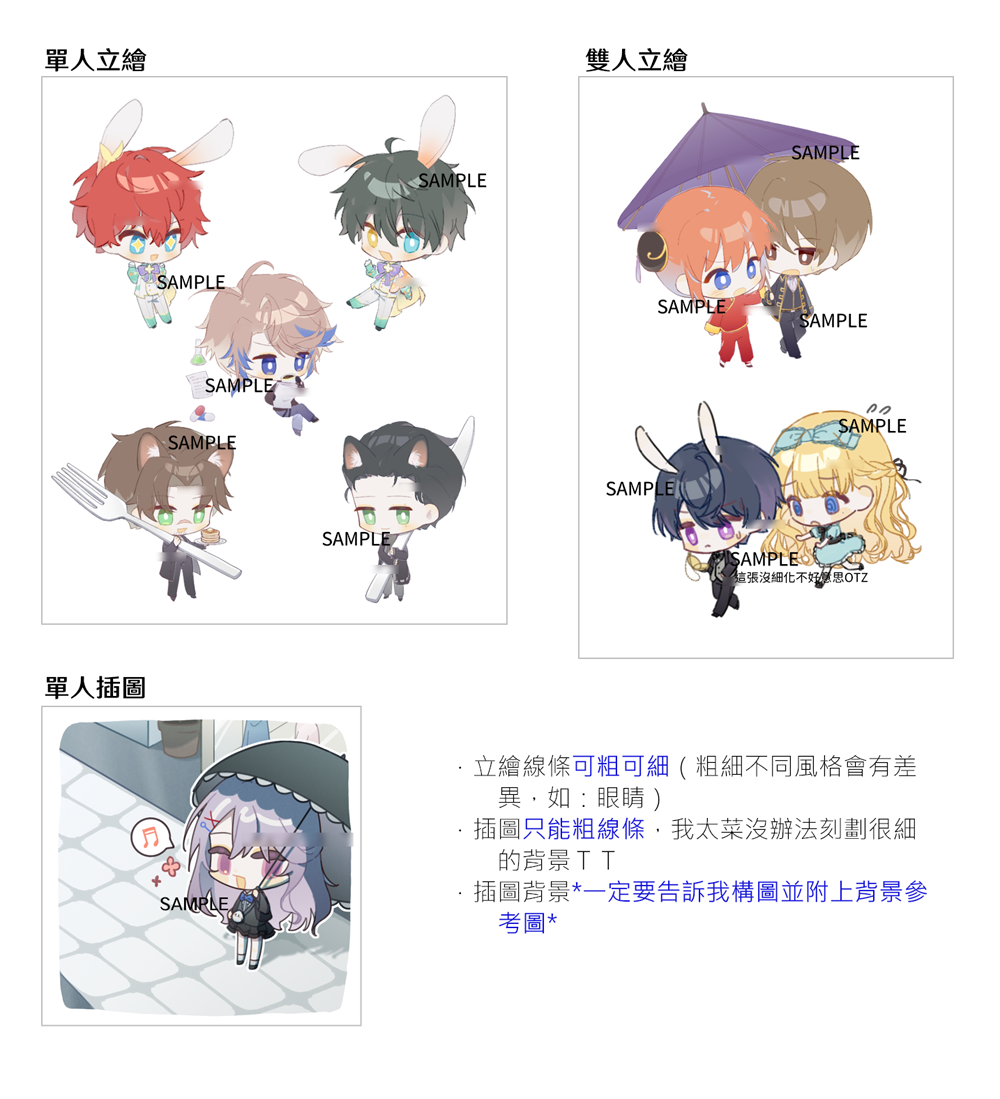 單人立繪
SAMPLE
SAMPLE
SAMPLE
SAMPLE
SAMPLE
雙人立繪
SAMPLE
SAMPLE
SAMPLE
SAMPLE
SAMPLE
SAMPLE
這張沒細化不好意思OTZ
單人插圖
SAMPLE
· 立繪線條可粗可細（粗細不同風格會有差
異，如：眼睛）
· 插圖只能粗線條，我太菜沒辦法刻劃很細
的背景ＴＴ
· 插圖背景*一定要告訴我構圖並附上背景參
考圖*